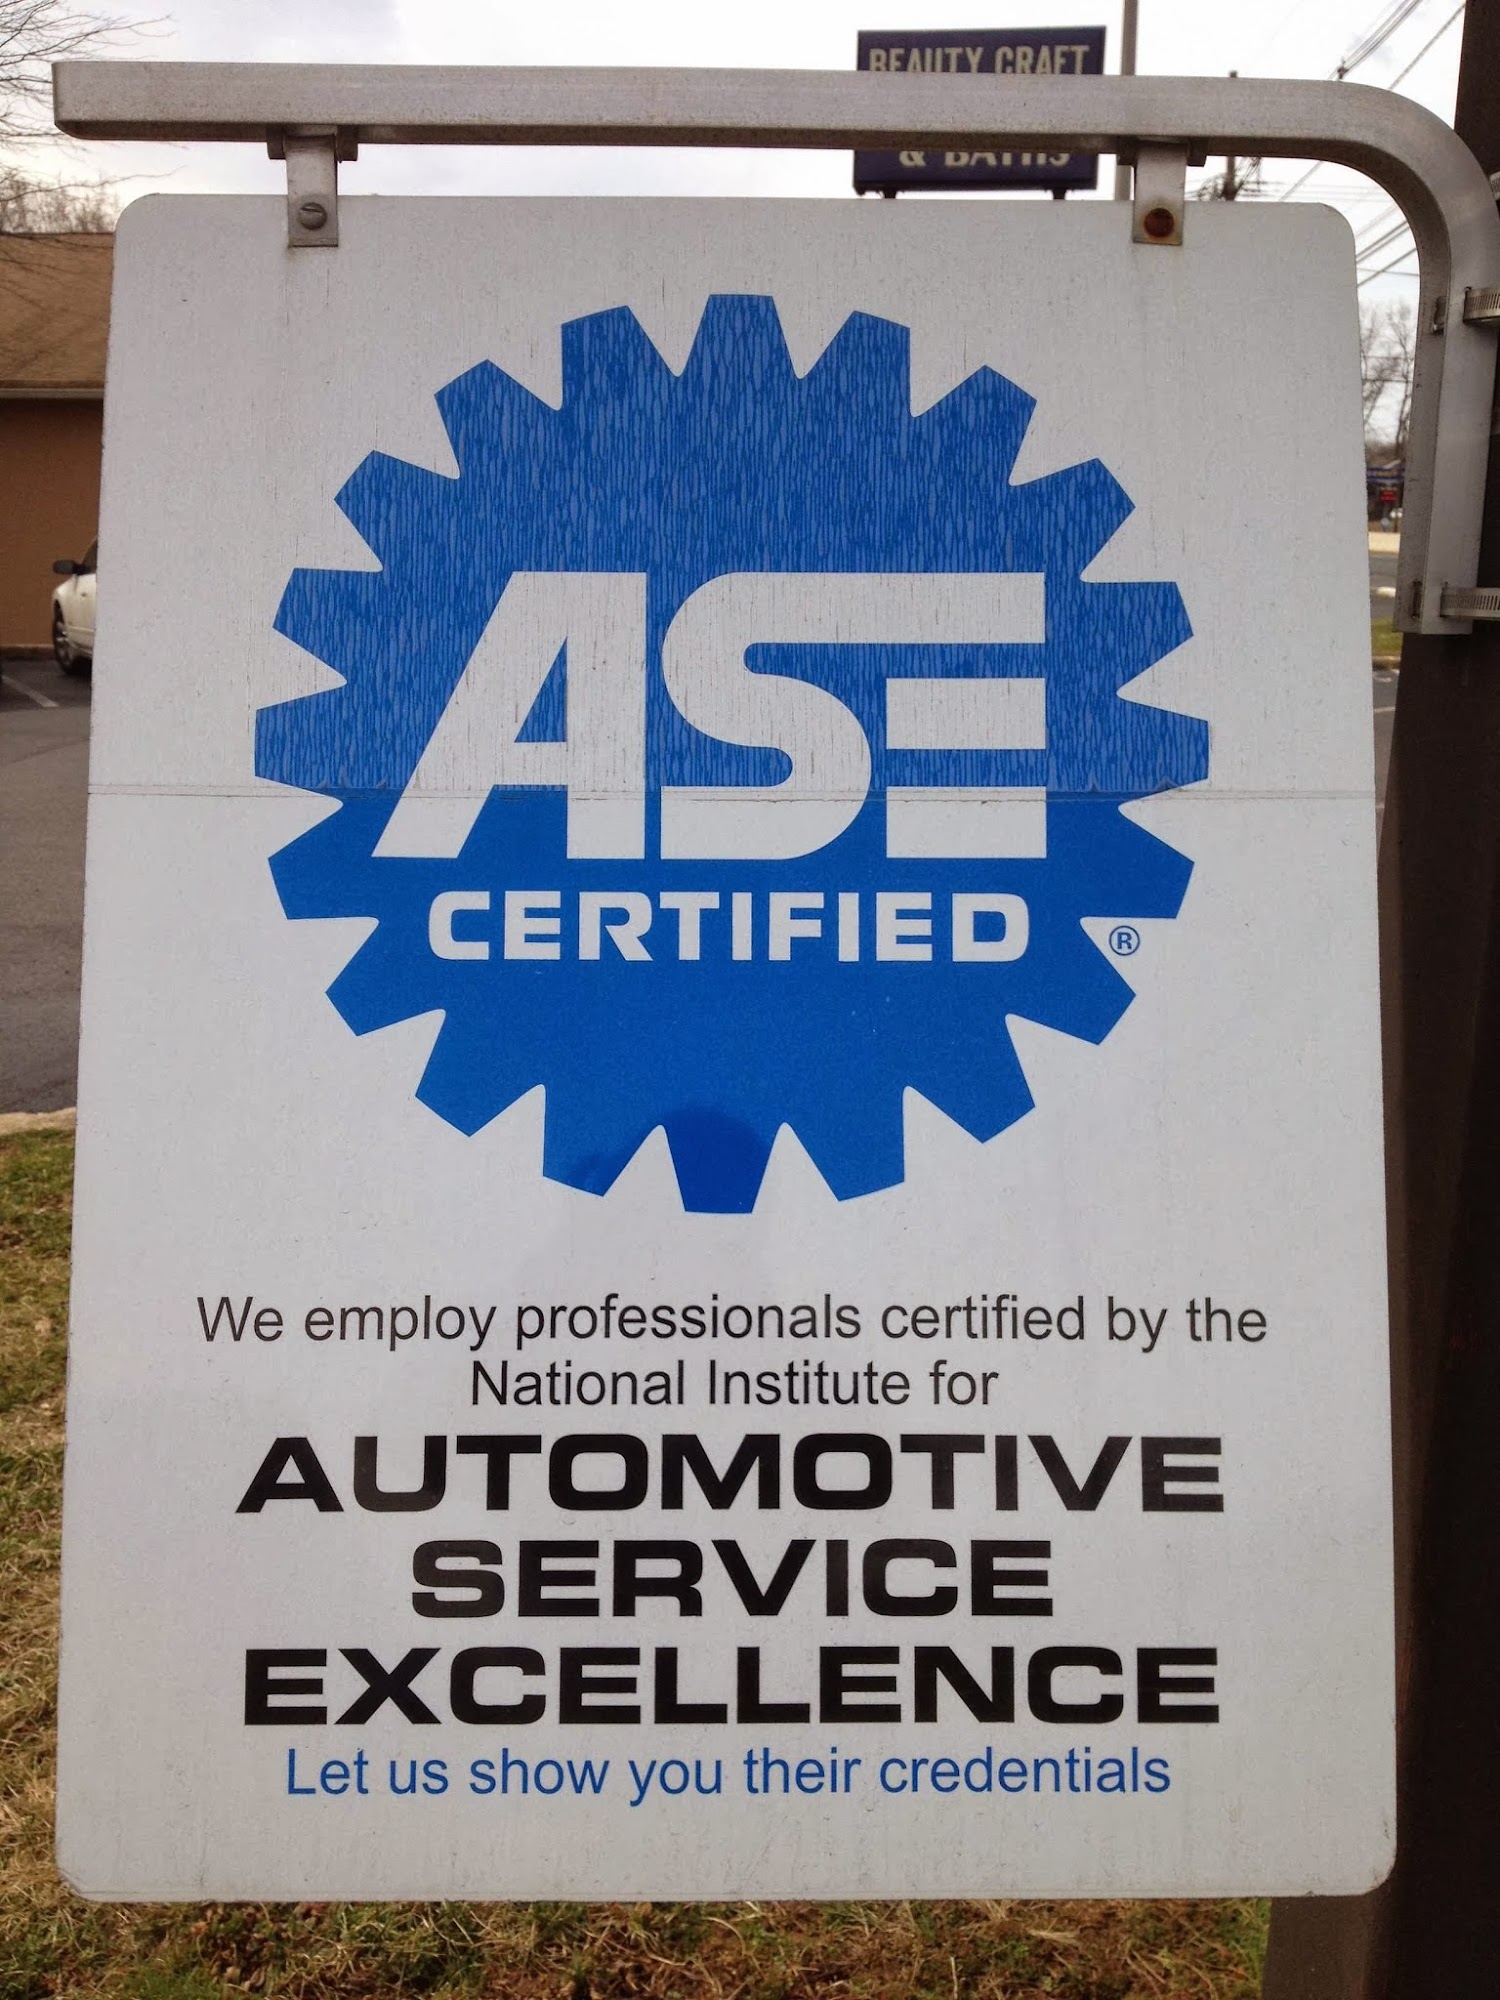 BEAUTY CRAFT
& BATHS
ASE
CERTIFIED
®
We employ professionals certified by the
National Institute for
AUTOMOTIVE
SERVICE
EXCELLENCE
Let us show you their credentials